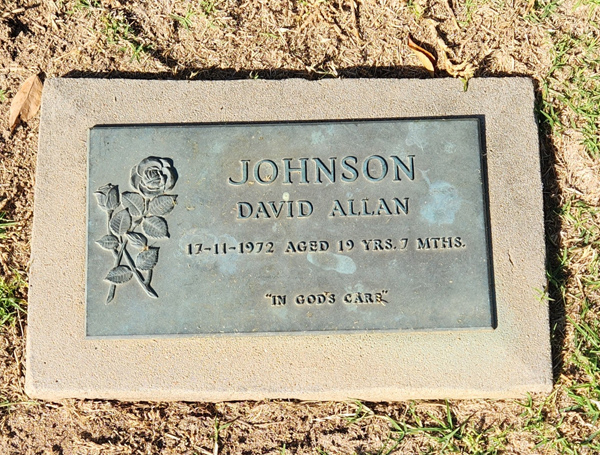 JOHNSON
DAVID ALLAN
17-11-1972 AGED 19 YRS. 7 MTHS.
"IN GOD'S CARE"